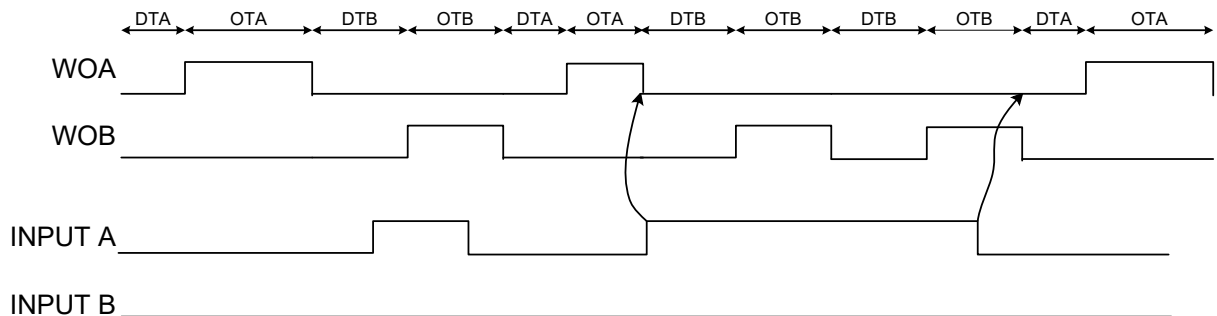 DTA OTA DTB OTB DTA OTA DTB OTB DTB OTB DTA OTA
WOA
WOB
INPUT A
INPUT B